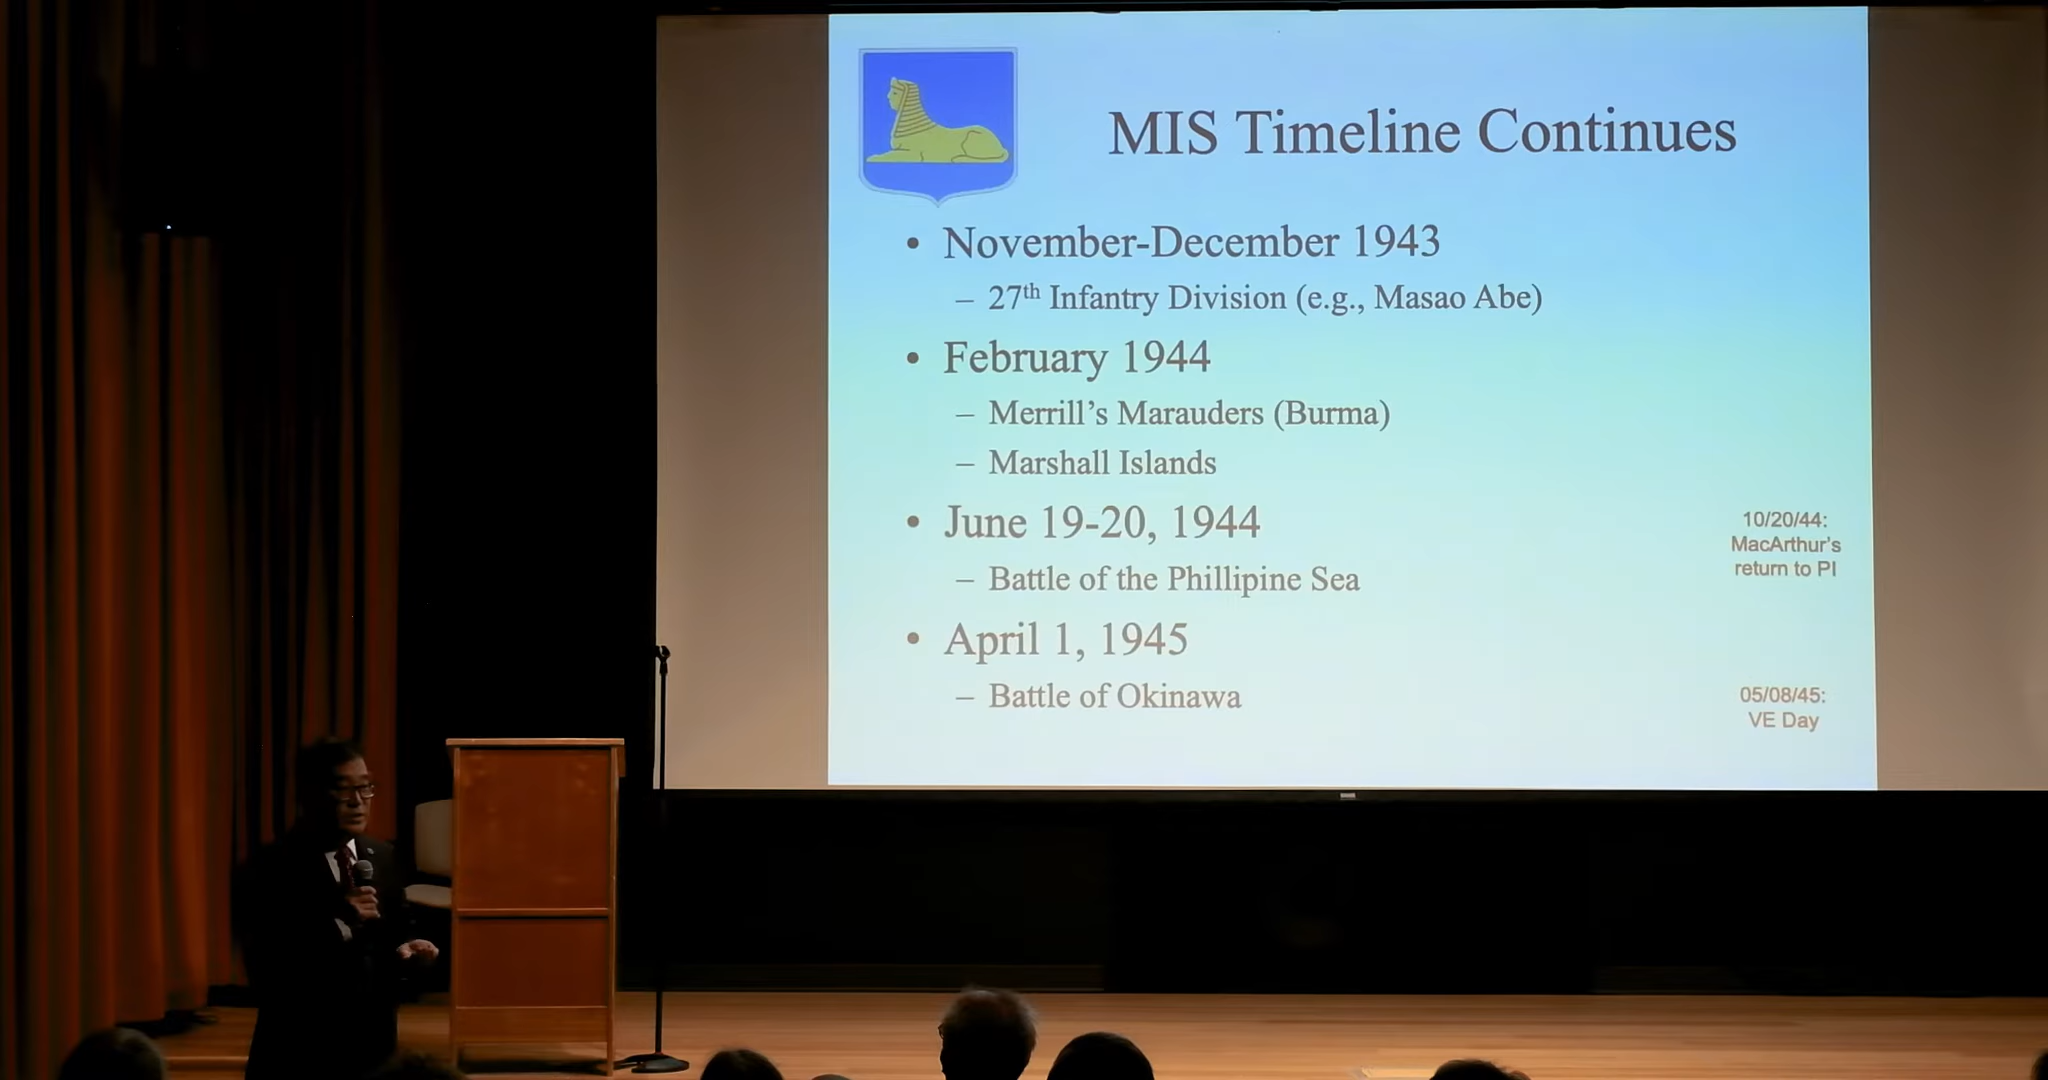 MIS Timeline Continues
• November-December 1943
– 27th Infantry Division (e.g., Masao Abe)
• February 1944
– Merrill's Marauders (Burma)
– Marshall Islands
• June 19-20, 1944
– Battle of the Phillipine Sea
• April 1, 1945
– Battle of Okinawa
10/20/44:
MacArthur's
return to PI
05/08/45:
VE Day